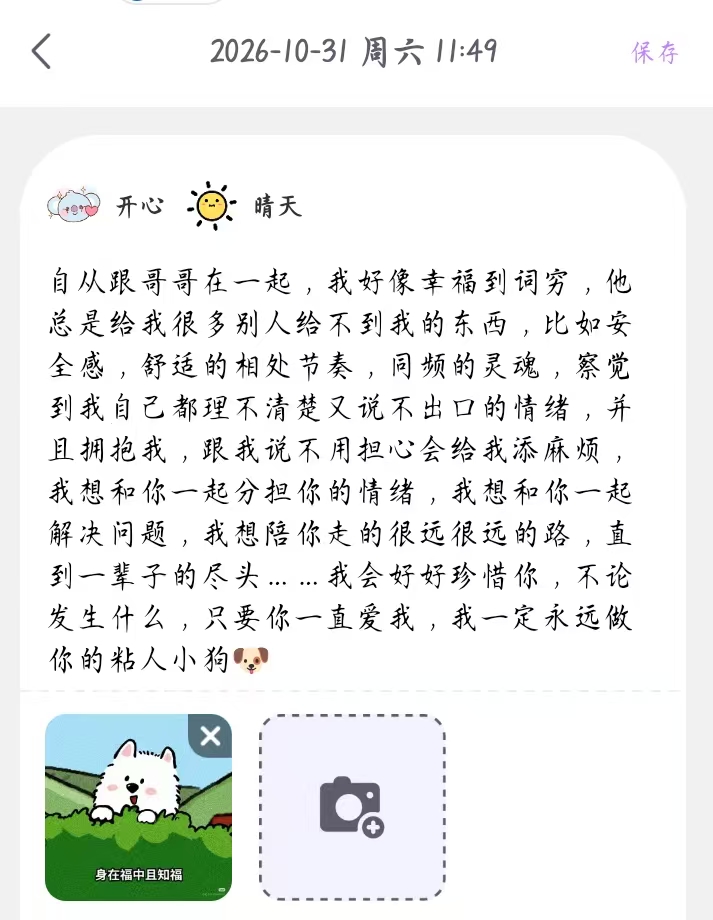 2026-10-31 周六 11:49
保存
开心 晴天
自从跟哥哥在一起，我好像幸福到词穷，他
总是给我很多别人给不到我的东西，比如安
全感，舒适的相处节奏，同频的灵魂，察觉
到我自己都理不清楚又说不出口的情绪，并
且拥抱我，跟我说不用担心会给我添麻烦，
我想和你一起分担你的情绪，我想和你一起
解决问题，我想陪你走的很远很远的路，直
到一辈子的尽头... ...我会好好珍惜你，不论
发生什么，只要你一直爱我，我一定永远做
你的粘人小狗🐶
身在福中且知福